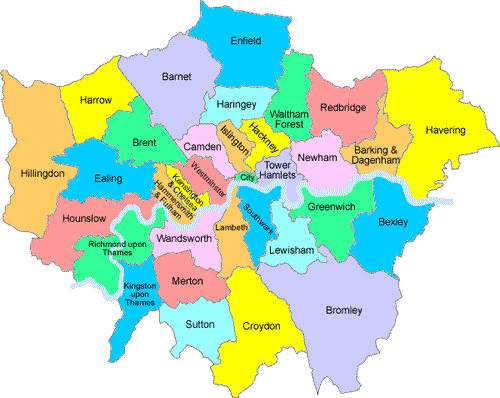 Enfield
Barnet
Harrow
Haringey
Waltham
Forest
Redbridge
Havering
Hillingdon
Brent
Camden
Islington
Hackney
Newham
Barking &
Dagenham
Ealing
Kensington
& Chelsea
Hammersmith
& Fulham
Westminster
City
Tower
Hamlets
Hounslow
Richmond upon
Thames
Wandsworth
Lambeth
Southwark
Lewisham
Greenwich
Bexley
Kingston
upon
Thames
Merton
Sutton
Croydon
Bromley